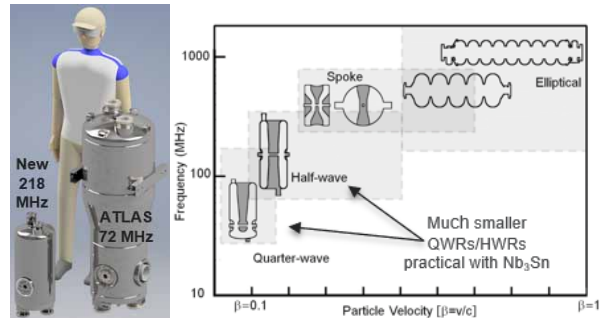 New
218
MHz
ATLAS
72 MHz
Frequency (MHz)
1000
100
10
Spoke
Elliptical
Half-wave
Quarter-wave
Much smaller
QWRs/HWRs
practical with Nb₃Sn
β=0.1
Particle Velocity [β=v/c]
β=1